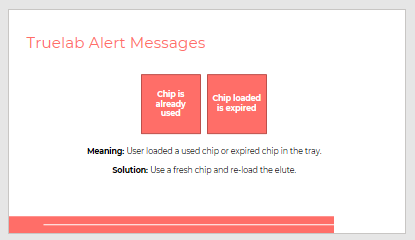 Truelab Alert Messages
Chip is
already
used
Chip loaded
is expired
Meaning: User loaded a used chip or expired chip in the tray.
Solution: Use a fresh chip and re-load the elute.